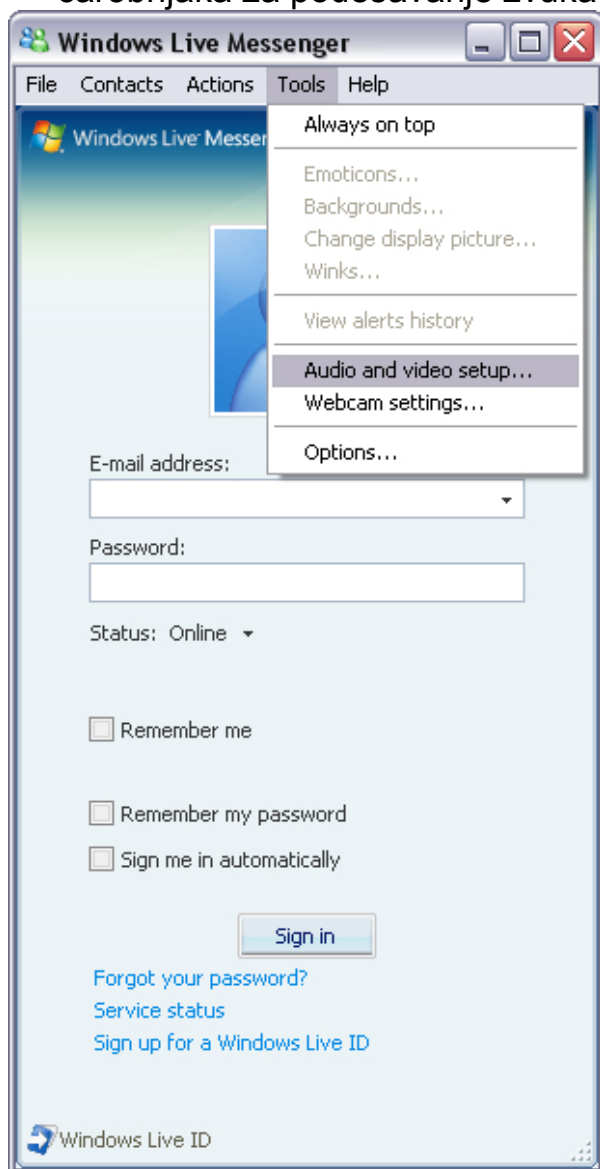 za podešavanje zvuka
Windows Live Messenger
File Contacts Actions Tools Help
Windows Live Messen
Always on top
Emoticons...
Backgrounds...
Change display picture...
Winks...
View alerts history
Audio and video setup...
Webcam settings...
Options...
E-mail address:
Password:
Status: Online
Remember me
Remember my password
Sign me in automatically
Sign in
Forgot your password?
Service status
Sign up for a Windows Live ID
Windows Live ID